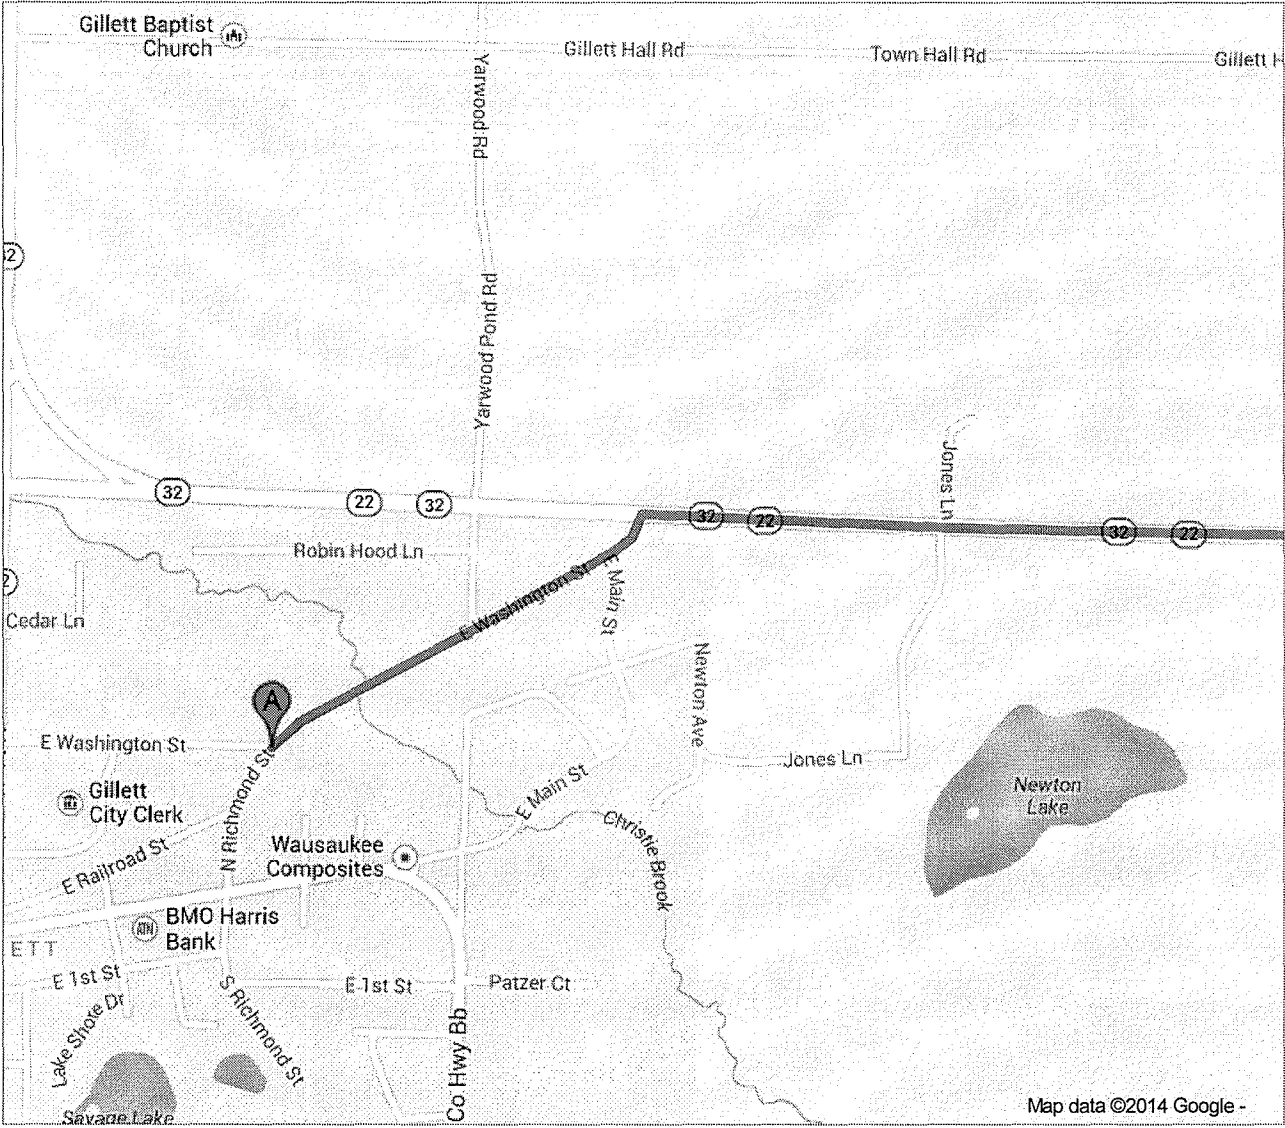 Gillett Baptist
Church
Gillett Hall Rd
Town Hall Rd
Gillett H
Yarwood Rd
Yarwood Pond Rd
Jones Ln
32
22
32
32
22
32
22
Robin Hood Ln
Cedar Ln
E Washington St
E Main St
Newton Ave
A
E Washington St
Jones Ln
Newton
Lake
Gillett
City Clerk
N Richmond St
E Main St
Christie Brook
E Railroad St
Wausaukee
Composites
BMO Harris
Bank
ATN
ETT
E 1st St
E 1st St
Patzer Ct
Lake Shore Dr
S Richmond St
Co Hwy Bb
Savage Lake
Map data ©2014 Google -